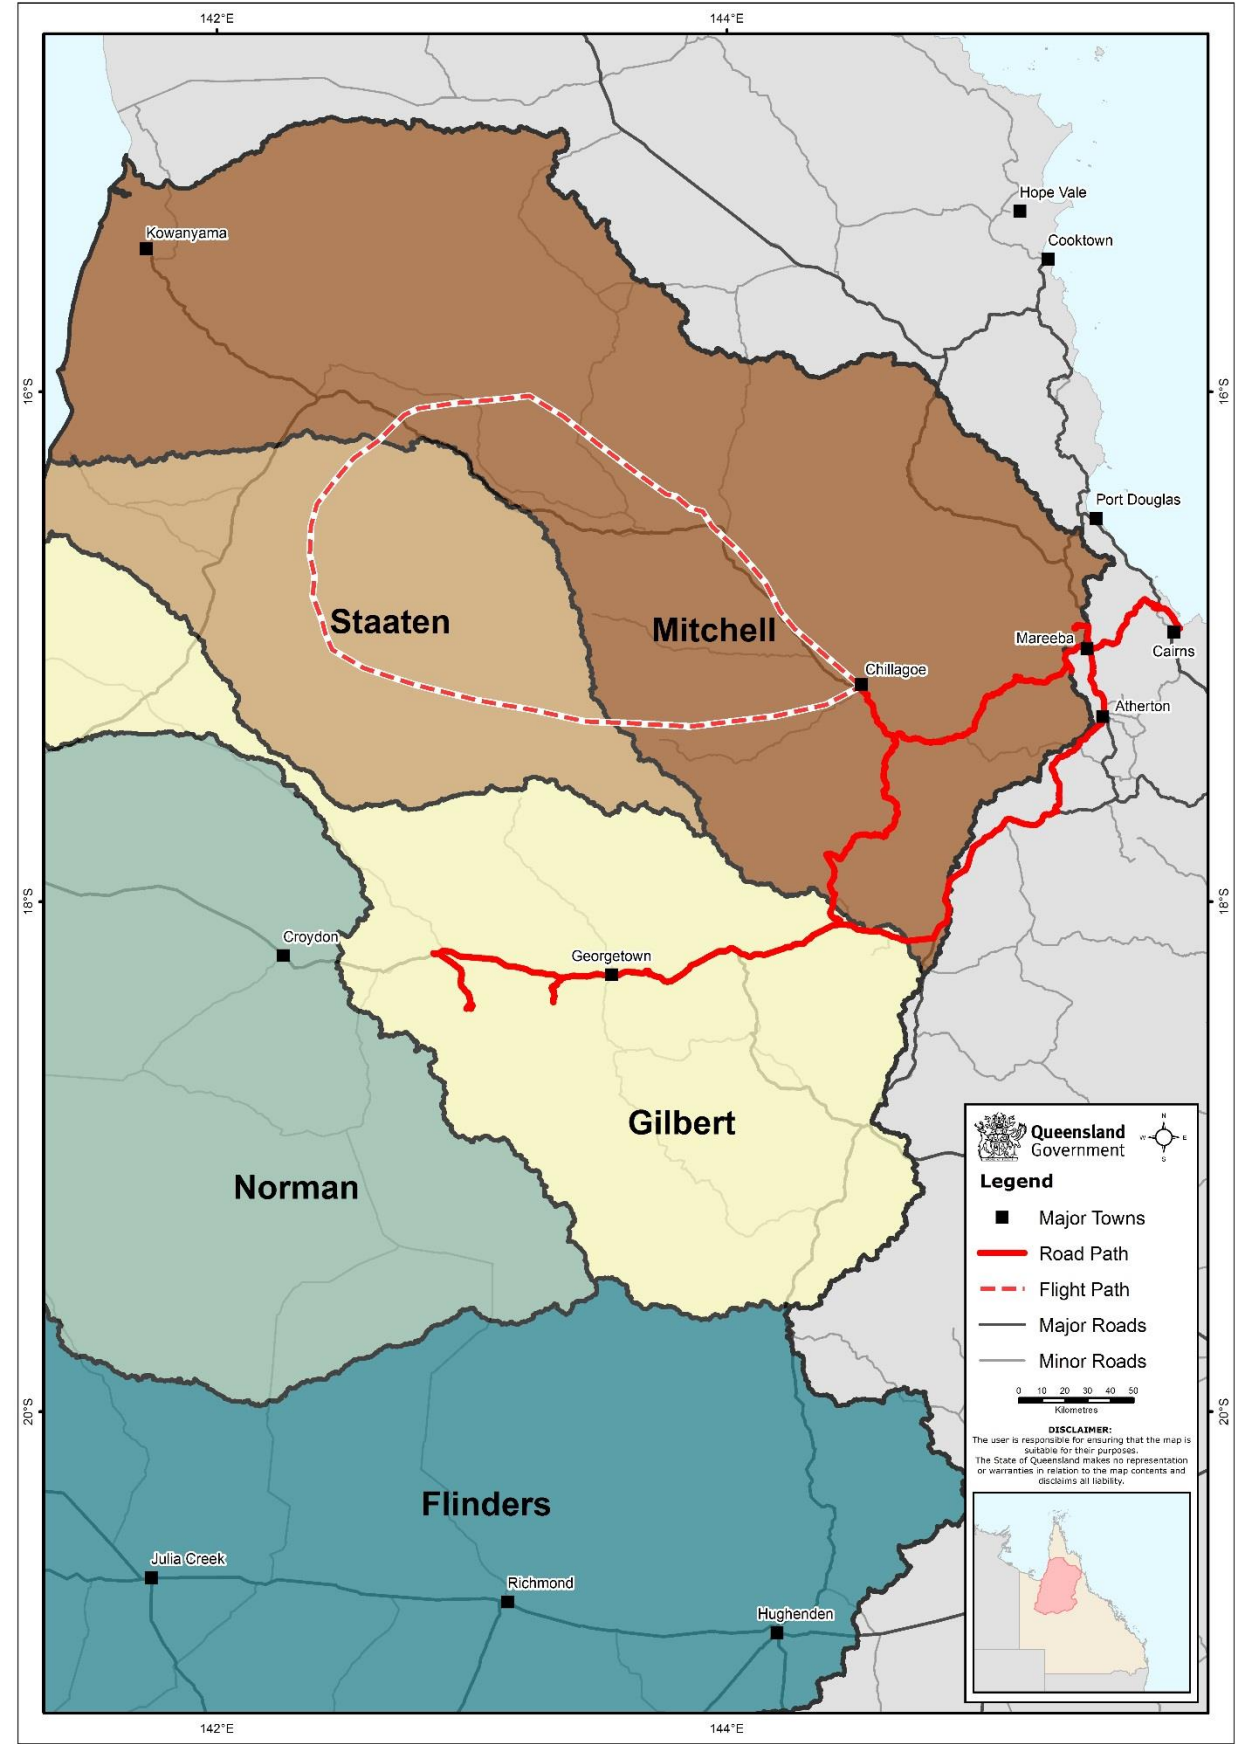 142°E
144°E
Hope Vale
Kowanyama
Cooktown
16°S
16°S
Port Douglas
Staaten
Mitchell
Mareeba
Cairns
Chillagoe
Atherton
18°S
18°S
Croydon
Georgetown
Gilbert
Norman
Queensland
Government
N
W
E
S
Legend
Major Towns
Road Path
Flight Path
Major Roads
Minor Roads
0 10 20 30 40 50
Kilometres
20°S
20°S
DISCLAIMER:
The user is responsible for ensuring that the map is
suitable for their purposes.
The State of Queensland makes no representation
or warranties in relation to the map contents and
disclaims all liability.
Flinders
Julia Creek
Richmond
Hughenden
142°E
144°E